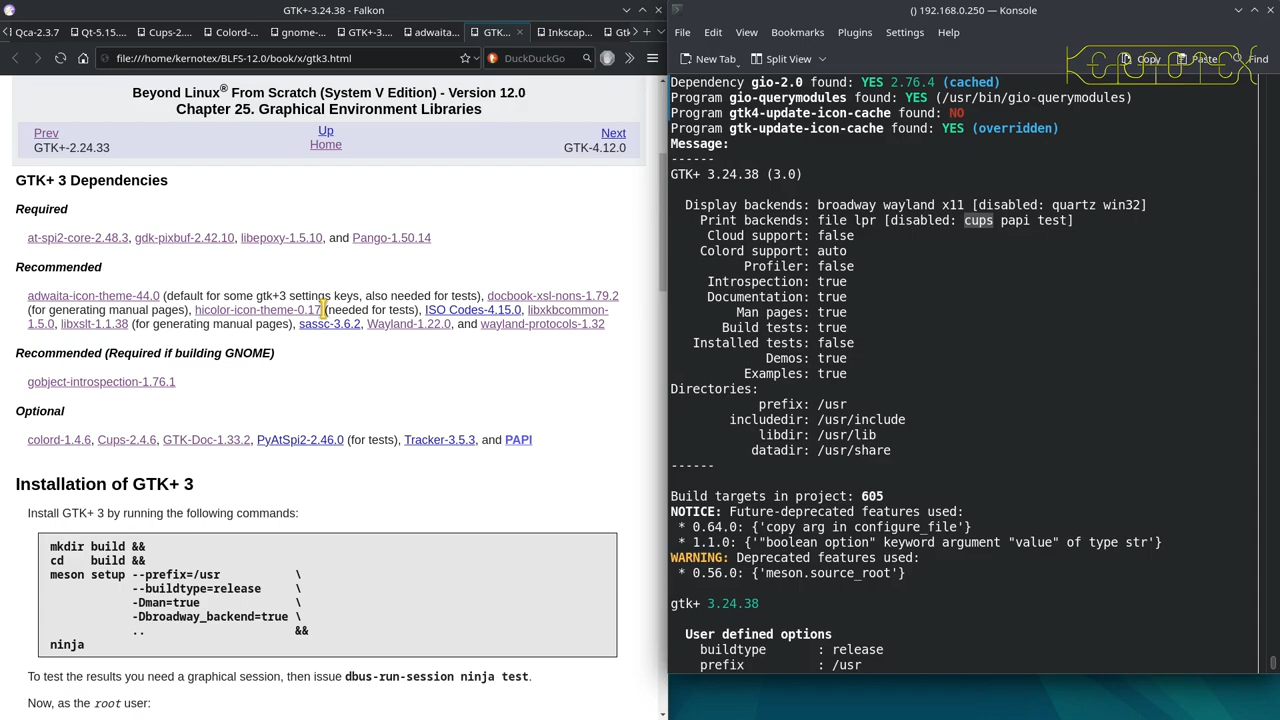 GTK+-3.24.38 - Falkon
Qca-2.3.7
Qt-5.15....
Cups-2....
Colord-...
gnome-...
GTK+-3...
adwaita...
GTK...
Inkscap...
Gtk
file:///home/kernotex/BLFS-12.0/book/x/gtk3.html
DuckDuckGo
Beyond Linux® From Scratch (System V Edition) - Version 12.0
Chapter 25. Graphical Environment Libraries
Prev
Up
Next
GTK+-2.24.33
Home
GTK-4.12.0
GTK+ 3 Dependencies
Required
at-spi2-core-2.48.3, gdk-pixbuf-2.42.10, libepoxy-1.5.10, and Pango-1.50.14
Recommended
adwaita-icon-theme-44.0 (default for some gtk+3 settings keys, also needed for tests), docbook-xsl-nons-1.79.2
(for generating manual pages), hicolor-icon-theme-0.17 (needed for tests), ISO Codes-4.15.0, libxkbcommon-
1.5.0, libxslt-1.1.38 (for generating manual pages), sassc-3.6.2, Wayland-1.22.0, and wayland-protocols-1.32
Recommended (Required if building GNOME)
gobject-introspection-1.76.1
Optional
colord-1.4.6, Cups-2.4.6, GTK-Doc-1.33.2, PyAtSpi2-2.46.0 (for tests), Tracker-3.5.3, and PAPI
Installation of GTK+ 3
Install GTK+ 3 by running the following commands:
mkdir build &&
cd    build &&
meson setup --prefix=/usr           \
            --buildtype=release     \
            -Dman=true              \
            -Dbroadway_backend=true \
            ..                      &&
ninja
To test the results you need a graphical session, then issue dbus-run-session ninja test.
Now, as the root user:
() 192.168.0.250 — Konsole
File Edit View Bookmarks Plugins Settings Help
New Tab
Split View
Copy
Paste
Find
KernoteX
Dependency gio-2.0 found: YES 2.76.4 (cached)
Program gio-querymodules found: YES (/usr/bin/gio-querymodules)
Program gtk4-update-icon-cache found: NO
Program gtk-update-icon-cache found: YES (overridden)
Message:
------
GTK+ 3.24.38 (3.0)
Display backends: broadway wayland x11 [disabled: quartz win32]
Print backends: file lpr [disabled: cups papi test]
Cloud support: false
Colord support: auto
Profiler: false
Introspection: true
Documentation: true
Man pages: true
Build tests: true
Installed tests: false
Demos: true
Examples: true
Directories:
prefix: /usr
includedir: /usr/include
libdir: /usr/lib
datadir: /usr/share
------
Build targets in project: 605
NOTICE: Future-deprecated features used:
* 0.64.0: {'copy arg in configure_file'}
* 1.1.0: {'"boolean option" keyword argument "value" of type str'}
WARNING: Deprecated features used:
* 0.56.0: {'meson.source_root'}
gtk+ 3.24.38
User defined options
buildtype : release
prefix : /usr